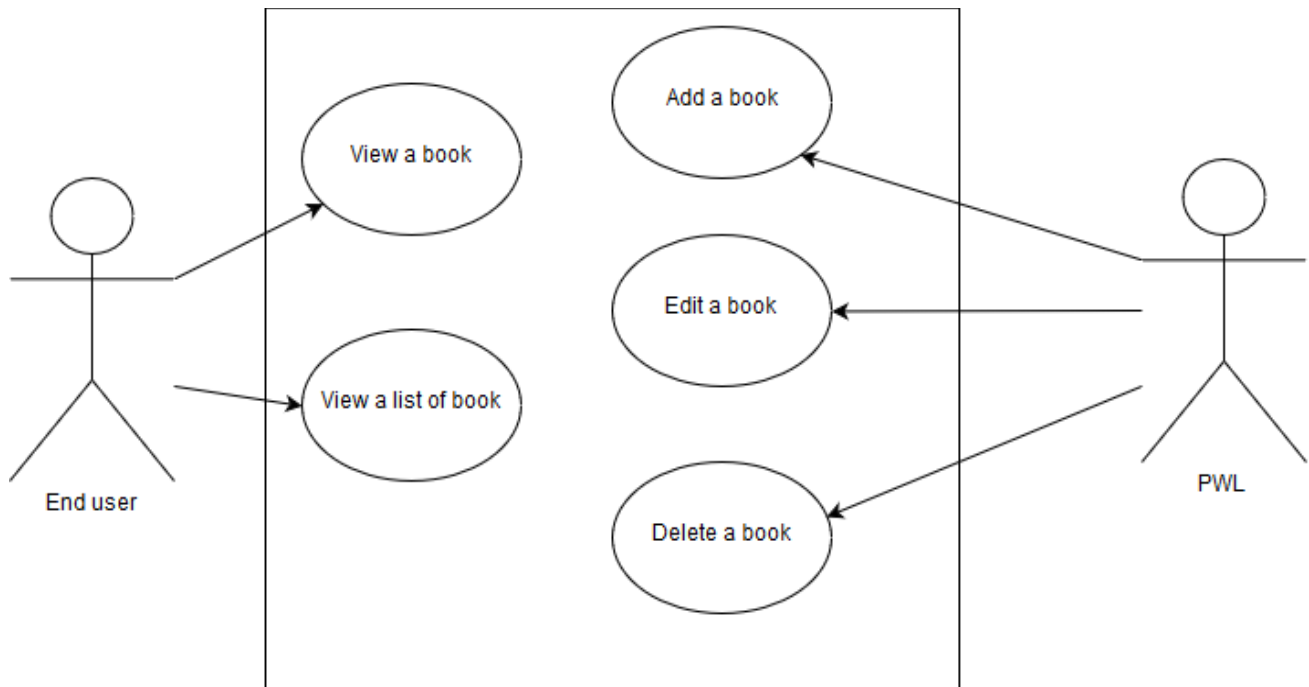 Add a book
View a book
Edit a book
View a list of book
End user
PWL
Delete a book